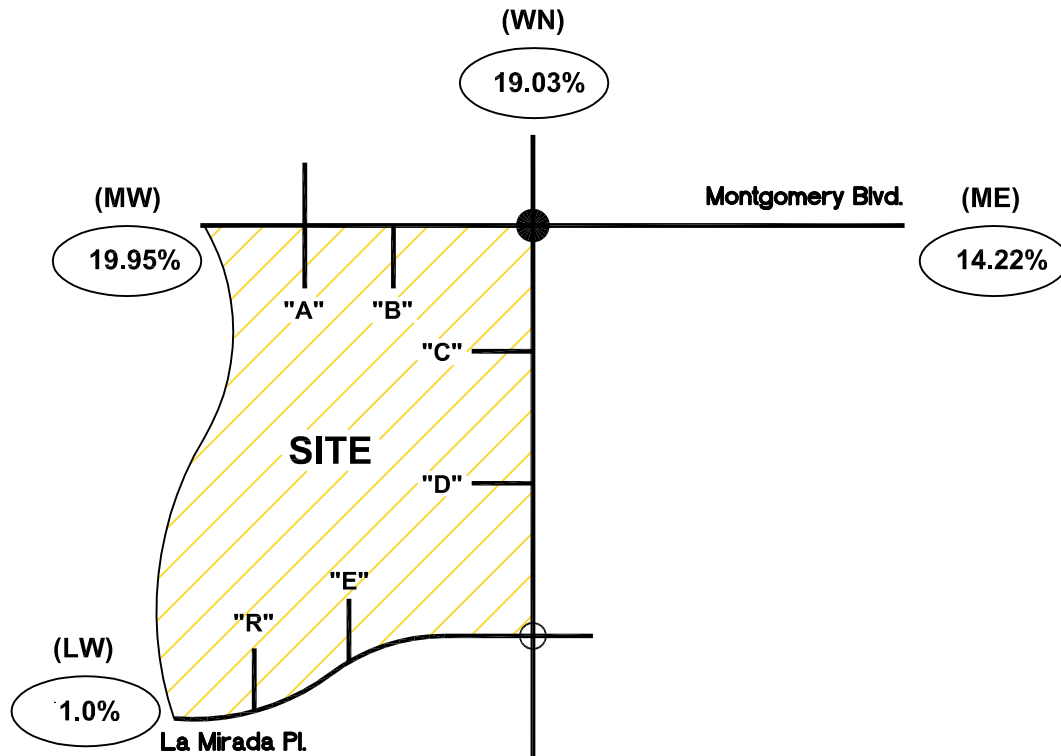 (WN)
19.03%
(MW)
Montgomery Blvd.
(ME)
19.95%
14.22%
"A"
"B"
"C"
SITE
"D"
"E"
"R"
(LW)
1.0%
La Mirada Pl.